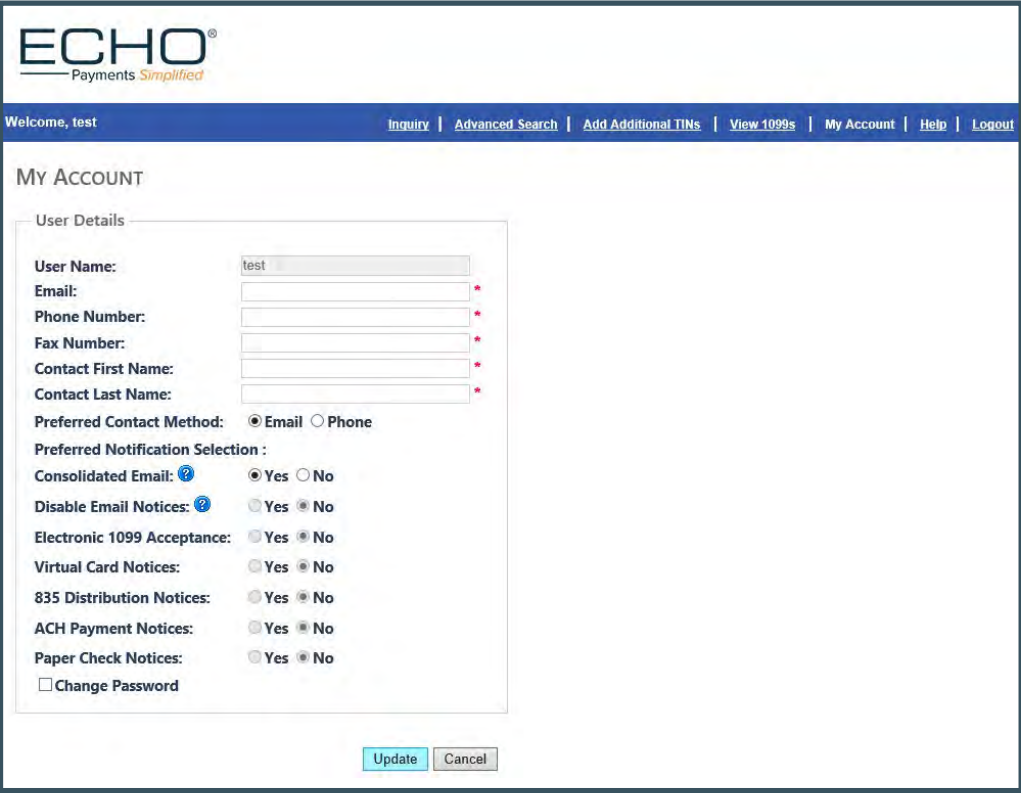 ECHO®
Payments Simplified
Welcome, test
Inquiry | Advanced Search | Add Additional TINs | View 1099s | My Account | Help | Logout
MY ACCOUNT
User Details
User Name: test
Email: *
Phone Number: *
Fax Number: *
Contact First Name: *
Contact Last Name: *
Preferred Contact Method: Email Phone
Preferred Notification Selection :
Consolidated Email: ? Yes No
Disable Email Notices: ? Yes No
Electronic 1099 Acceptance: Yes No
Virtual Card Notices: Yes No
835 Distribution Notices: Yes No
ACH Payment Notices: Yes No
Paper Check Notices: Yes No
Change Password
Update Cancel